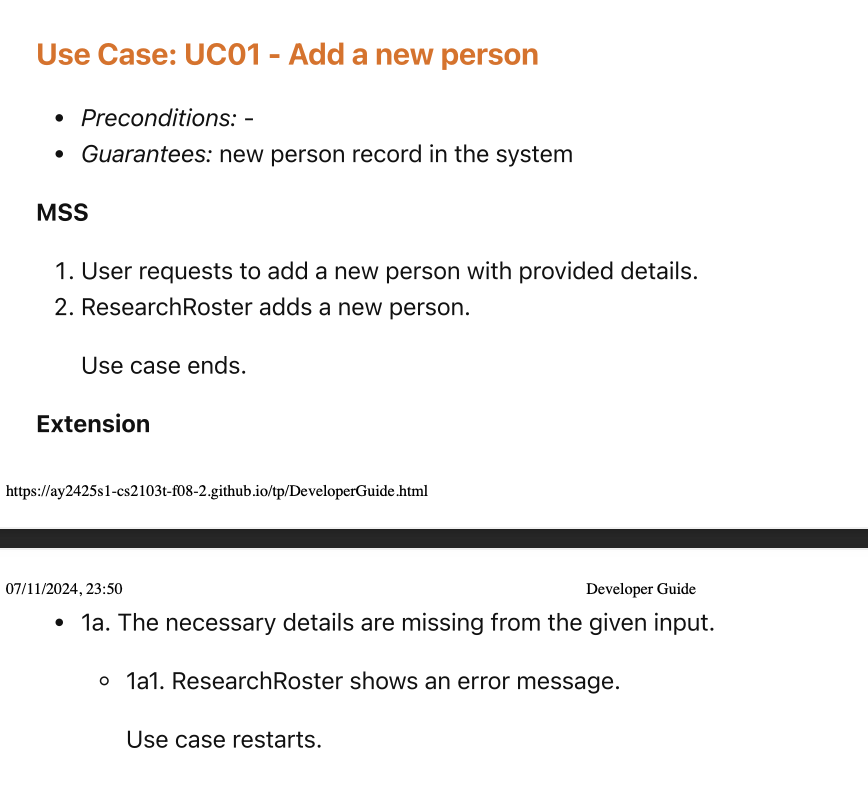 Use Case: UC01 - Add a new person
• Preconditions: -
• Guarantees: new person record in the system
MSS
1. User requests to add a new person with provided details.
2. ResearchRoster adds a new person.
Use case ends.
Extension
https://ay2425s1-cs2103t-f08-2.github.io/tp/DeveloperGuide.html
07/11/2024, 23:50 Developer Guide
• 1a. The necessary details are missing from the given input.
◦ 1a1. ResearchRoster shows an error message.
Use case restarts.